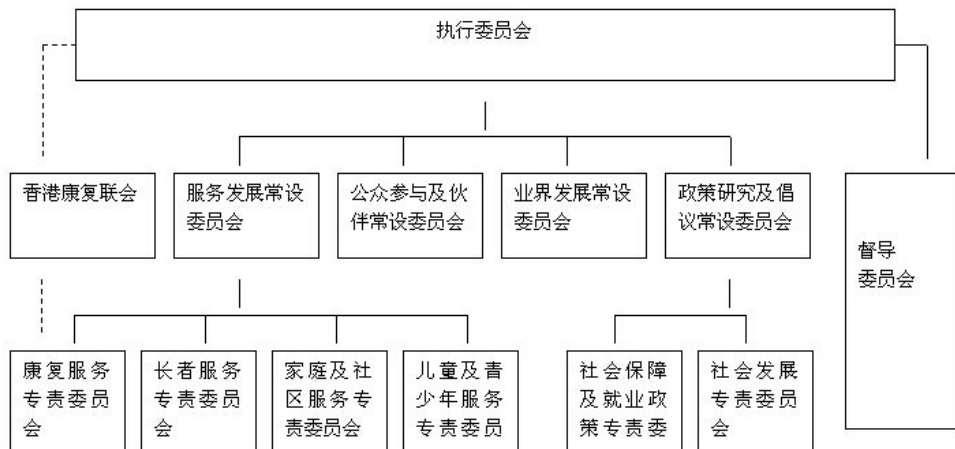 执行委员会
香港康复联会
服务发展常设
委员会
公众参与及伙
伴常设委员会
业界发展常设
委员会
政策研究及倡
议常设委员会
督导
委员会
康复服务
专责委员
会
长者服务
专责委员
会
家庭及社
区服务专
责委员会
儿童及青
少年服务
专责委员
社会保障
及就业政
策专责委
社会发展
专责委员
会